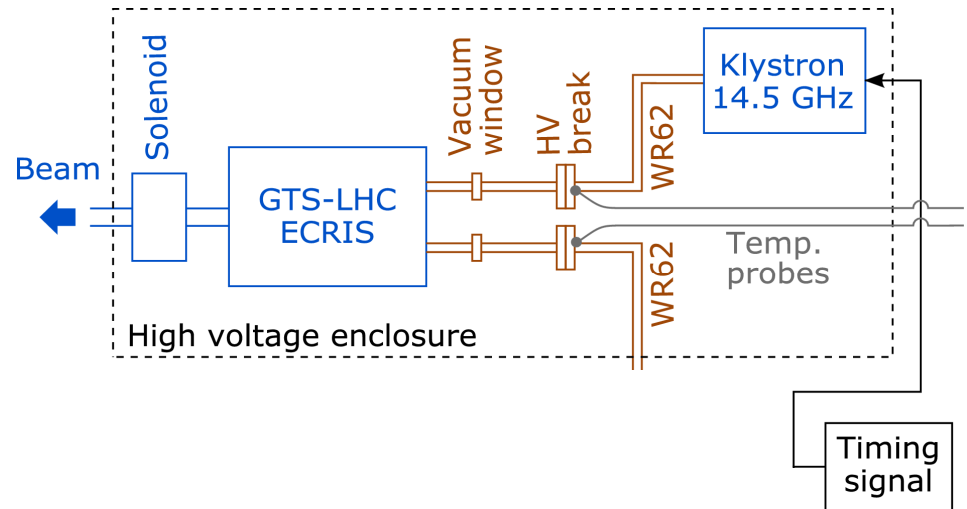 Solenoid
Vacuum
window
HV
break
WR62
Klystron
14.5 GHz
Beam
GTS-LHC
ECRIS
Temp.
probes
WR62
High voltage enclosure
Timing
signal